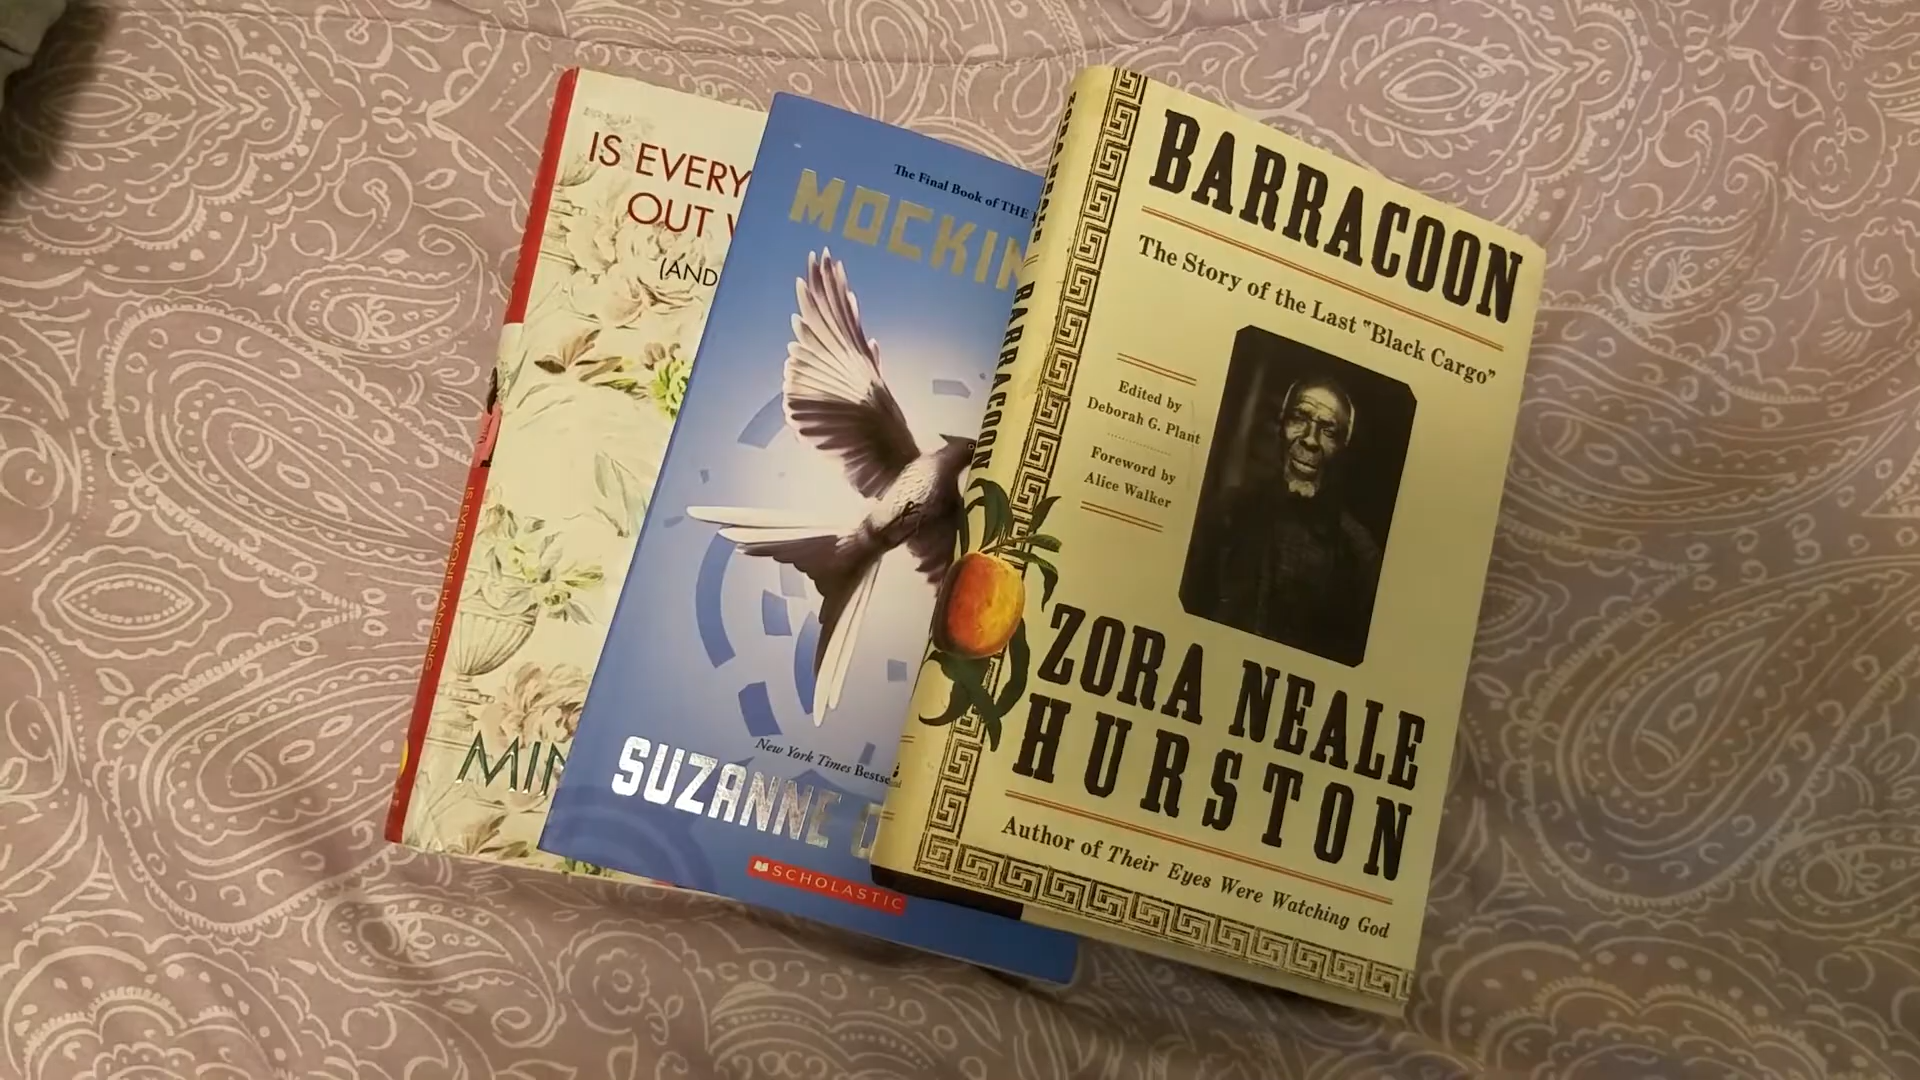 IS EVERY
OUT
(AND
MIN
IS EVERYONE HANGING
The Final Book of THE
MOCKIN
New York Times Bestse
SUZANNE
SCHOLASTIC
BARRACOON
BARRACOON
The Story of the Last "Black Cargo"
Edited by
Deborah G. Plant
Foreword by
Alice Walker
ZORA NEALE
HURSTON
Author of Their Eyes Were Watching God